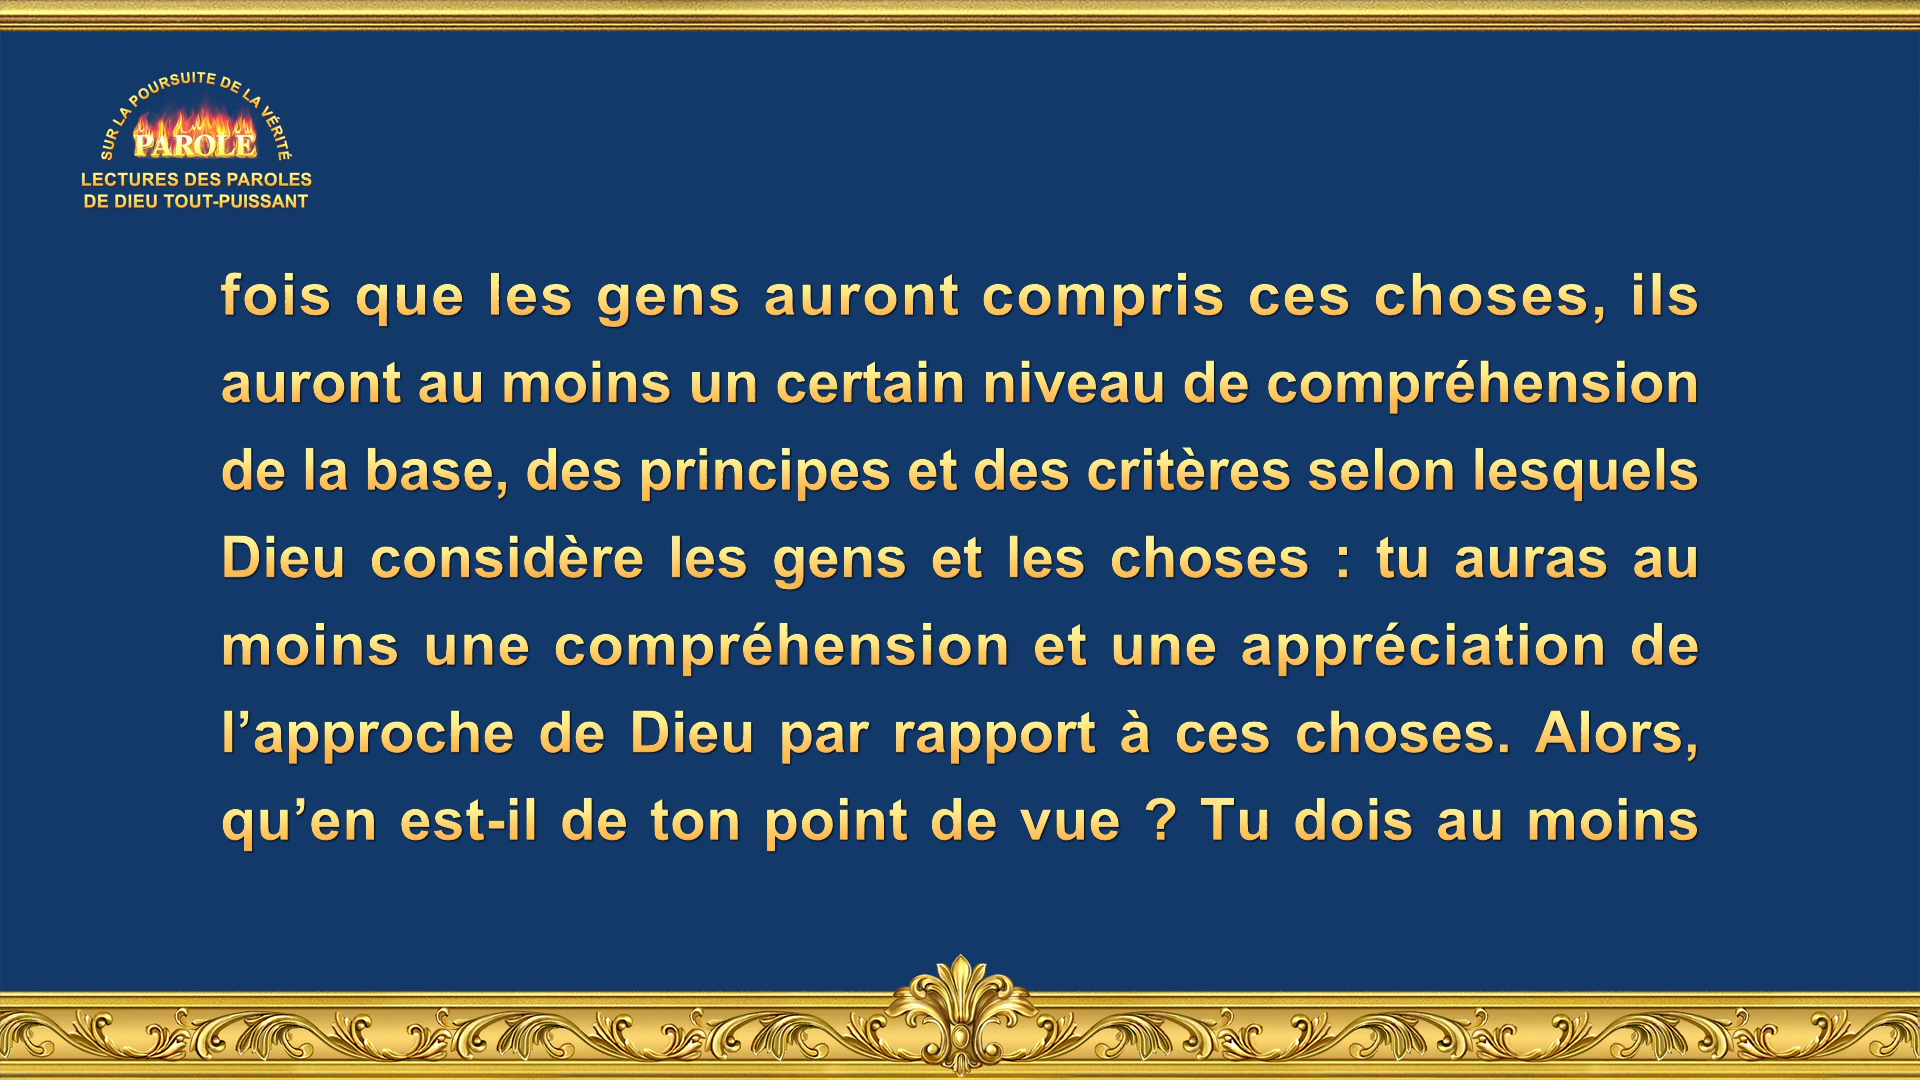 SUR LA POURSUITE DE LA VÉRITÉ
PAROLE
LECTURES DES PAROLES
DE DIEU TOUT-PUISSANT
fois que les gens auront compris ces choses, ils
auront au moins un certain niveau de compréhension
de la base, des principes et des critères selon lesquels
Dieu considère les gens et les choses : tu auras au
moins une compréhension et une appréciation de
l’approche de Dieu par rapport à ces choses. Alors,
qu’en est-il de ton point de vue ? Tu dois au moins